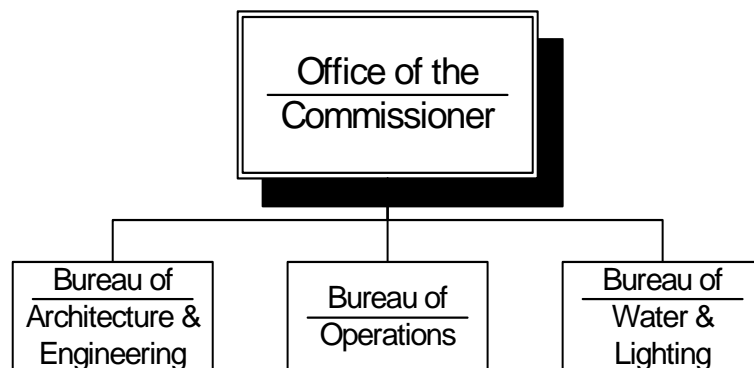 Office of the
Commissioner
Bureau of
Architecture &
Engineering
Bureau of
Operations
Bureau of
Water &
Lighting